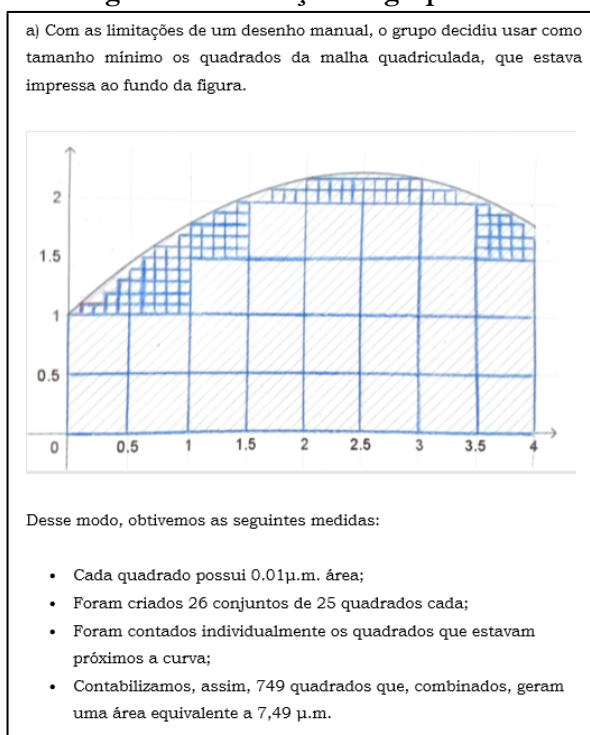 a) Com as limitações de um desenho manual, o grupo decidiu usar como
tamanho mínimo os quadrados da malha quadriculada, que estava
impressa ao fundo da figura.
2
1.5
1
0.5
0 0.5 1 1.5 2 2.5 3 3.5 4
Desse modo, obtivemos as seguintes medidas:
• Cada quadrado possui 0.01µ.m. área;
• Foram criados 26 conjuntos de 25 quadrados cada;
• Foram contados individualmente os quadrados que estavam
próximos a curva;
• Contabilizamos, assim, 749 quadrados que, combinados, geram
uma área equivalente a 7,49 µ.m.